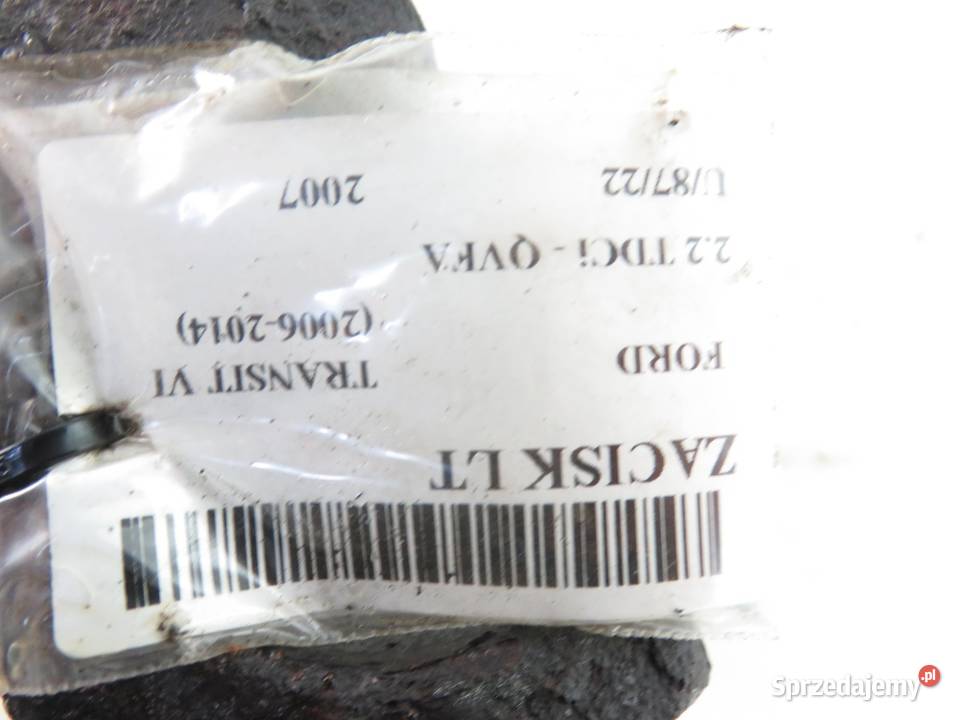 ZACISK LT
FORD TRANSIT VI
(2006-2014)
2.2 TDCi - QVFA
U/87/22 2007
Sprzedajemy.pl